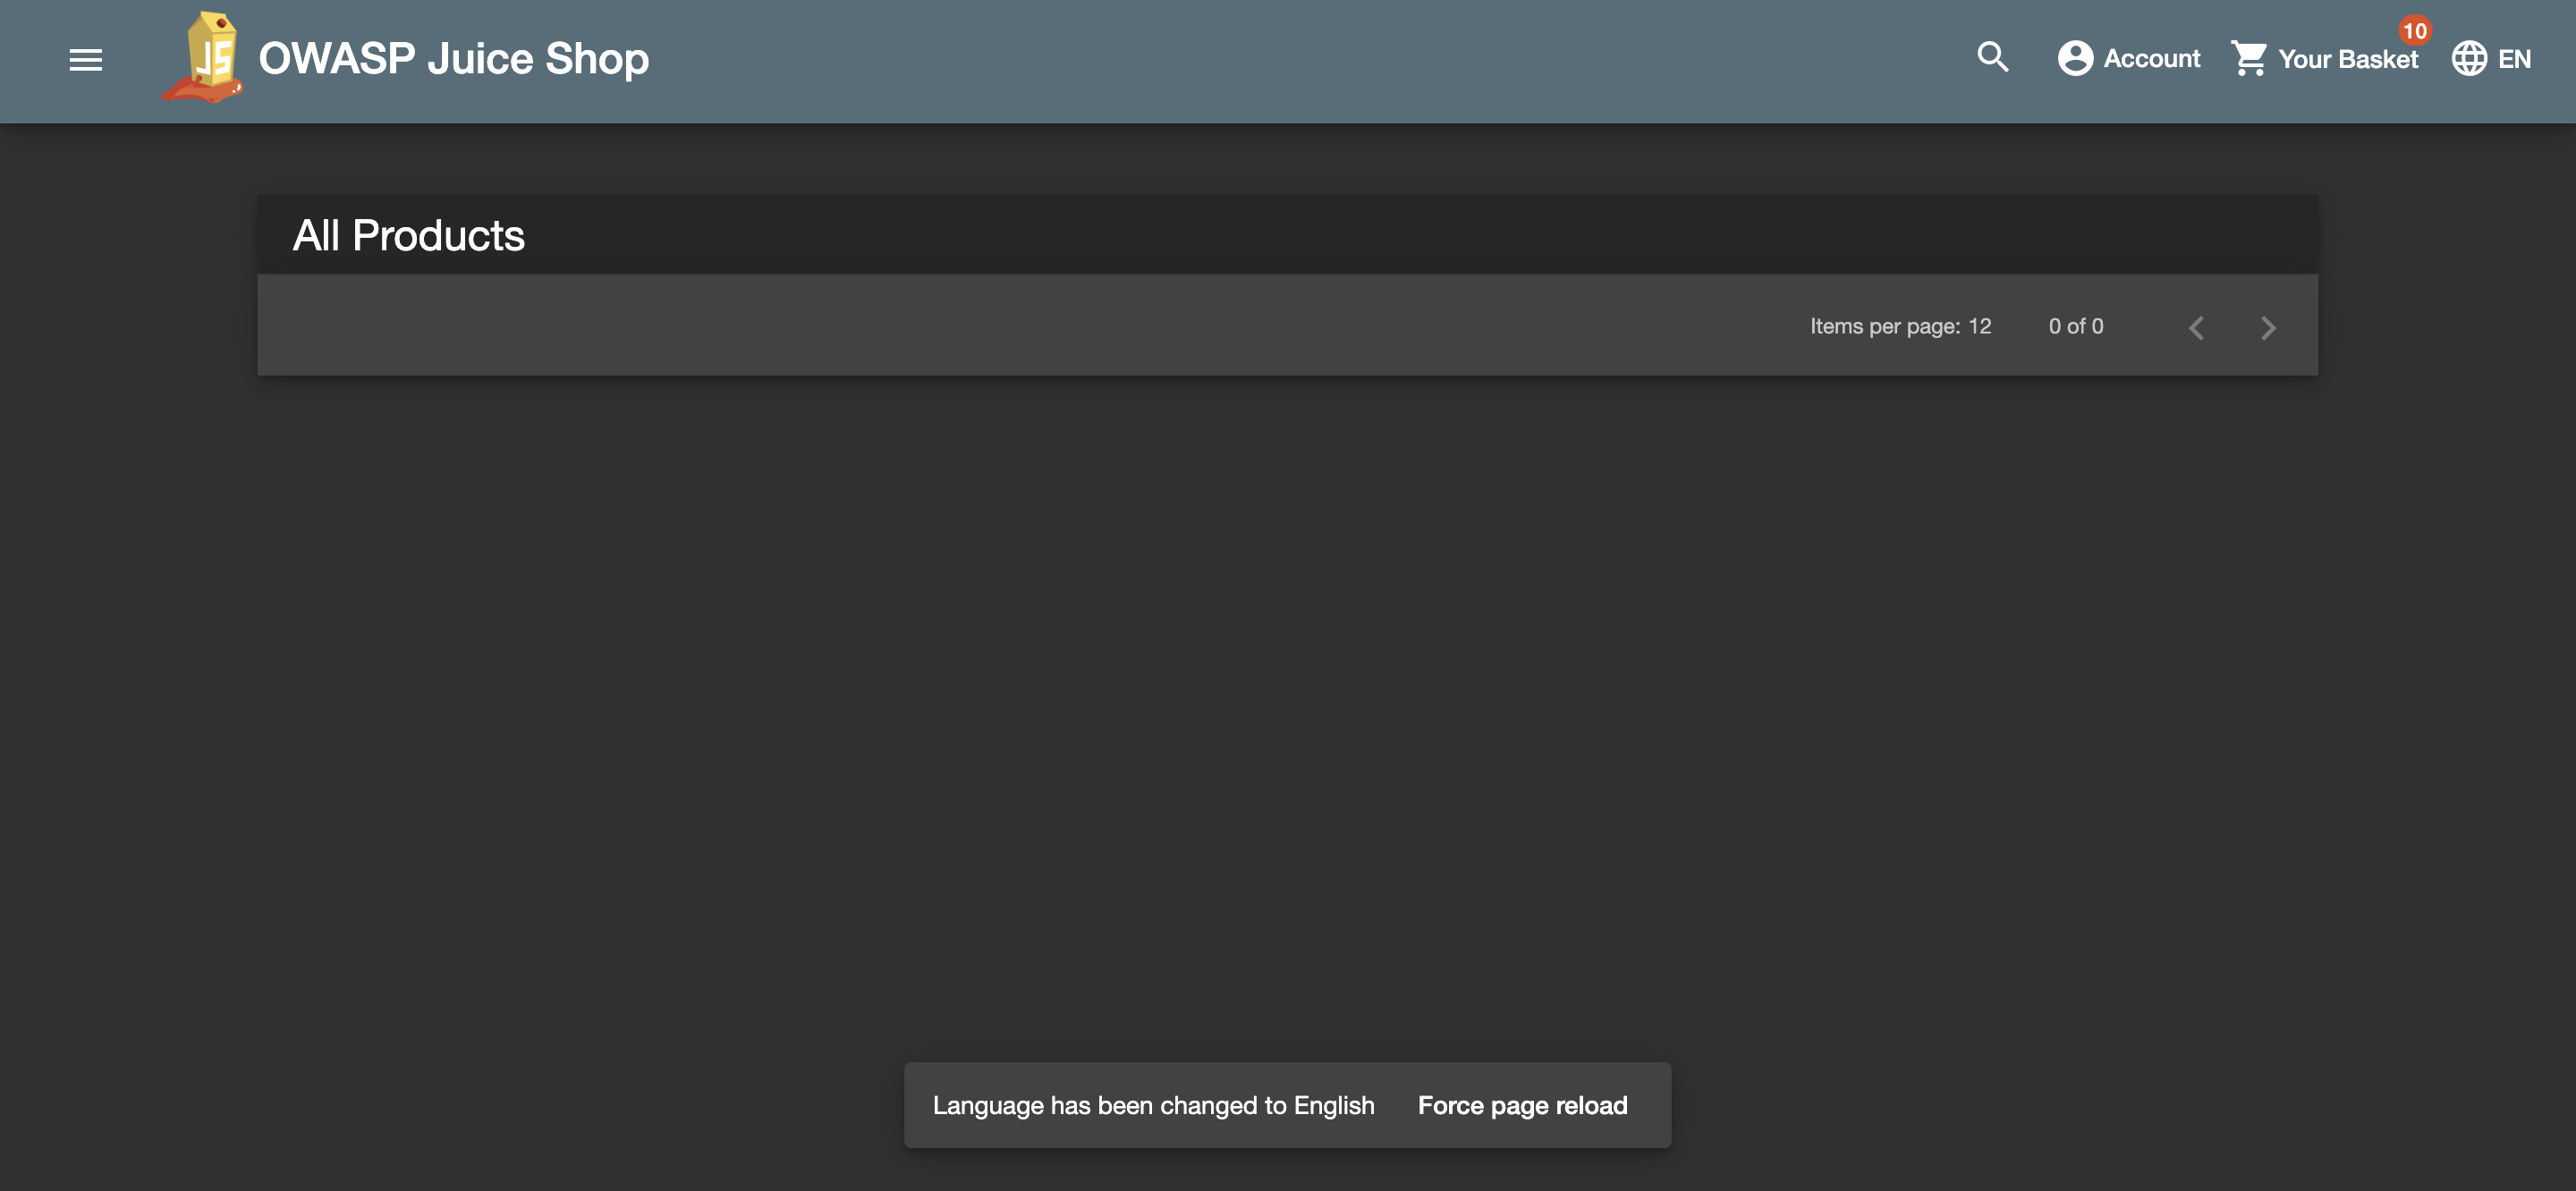 JS
OWASP Juice Shop
Account
Your Basket
10
EN
All Products
Items per page: 12
0 of 0
Language has been changed to English
Force page reload